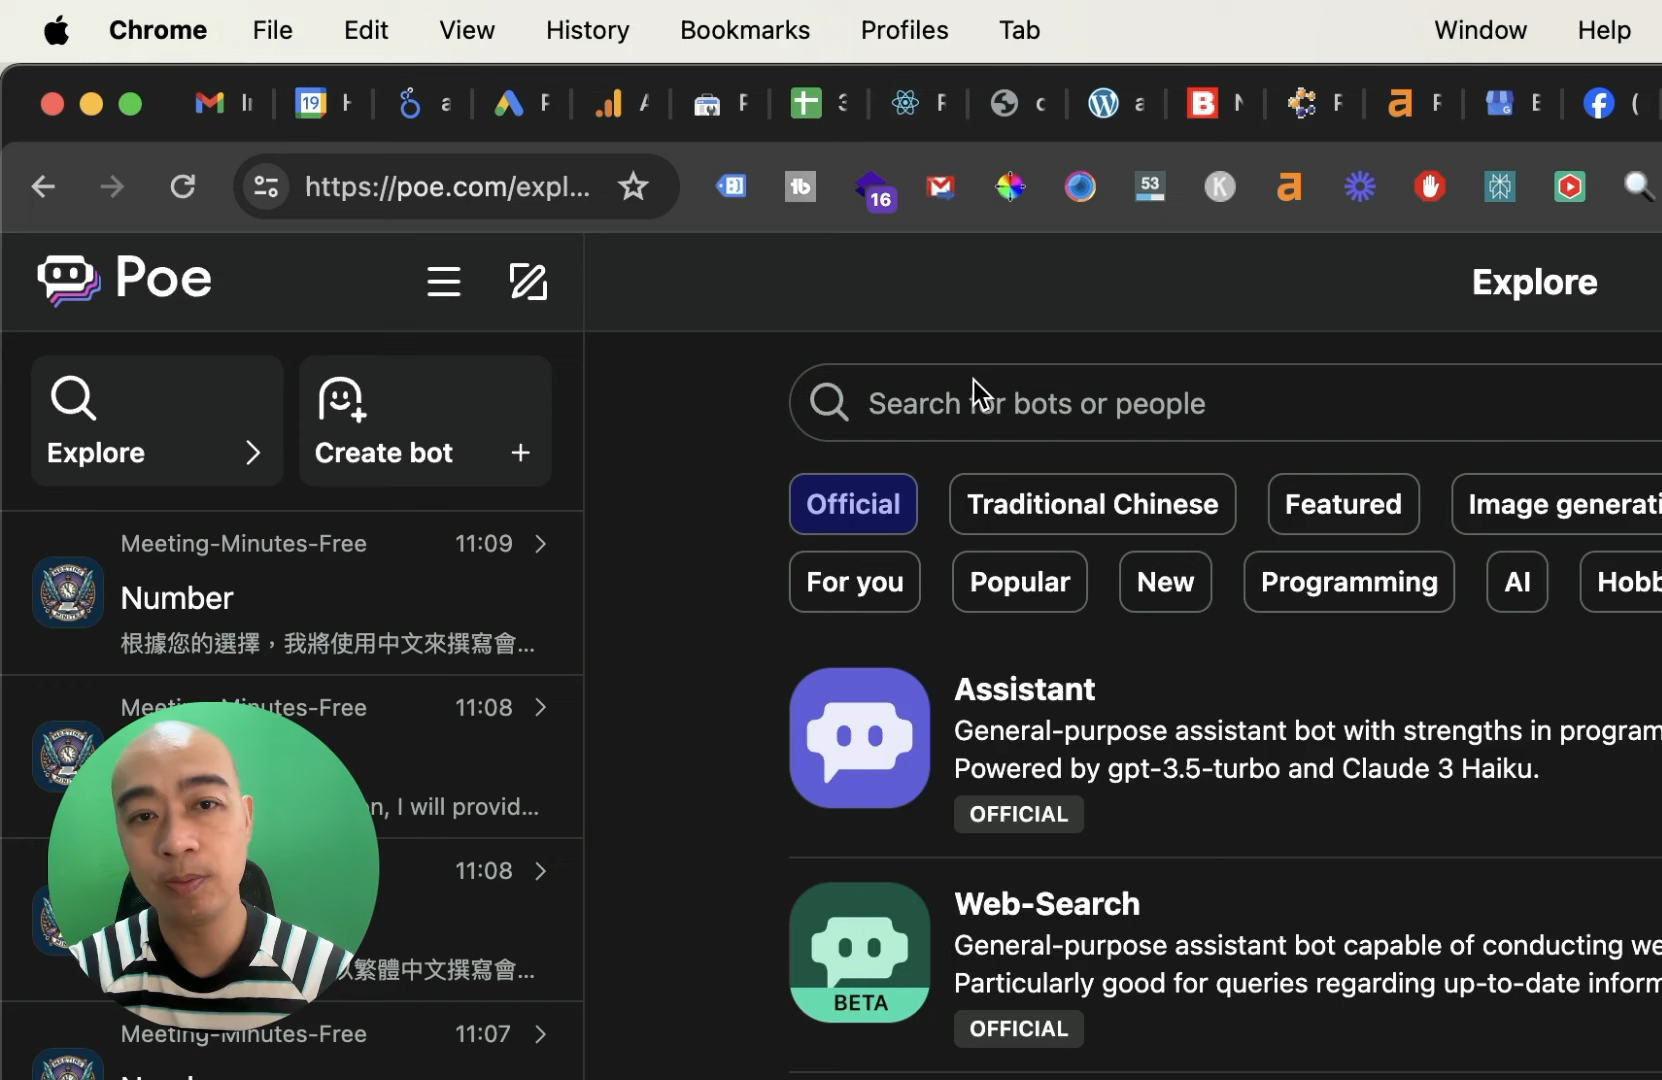 Chrome File Edit View History Bookmarks Profiles Tab Window Help
19
https://poe.com/expl...
16
53
Poe
Explore
Explore
Create bot +
Search for bots or people
Official Traditional Chinese Featured Image generati
For you Popular New Programming AI Hobb
Meeting-Minutes-Free 11:09
Number
根據您的選擇,我將使用中文來撰寫會...
Meeting-Minutes-Free 11:08
n, I will provid...
11:08
繁體中文撰寫會...
Meeting-Minutes-Free 11:07
Assistant
General-purpose assistant bot with strengths in program
Powered by gpt-3.5-turbo and Claude 3 Haiku.
OFFICIAL
Web-Search
General-purpose assistant bot capable of conducting we
Particularly good for queries regarding up-to-date inform
BETA
OFFICIAL